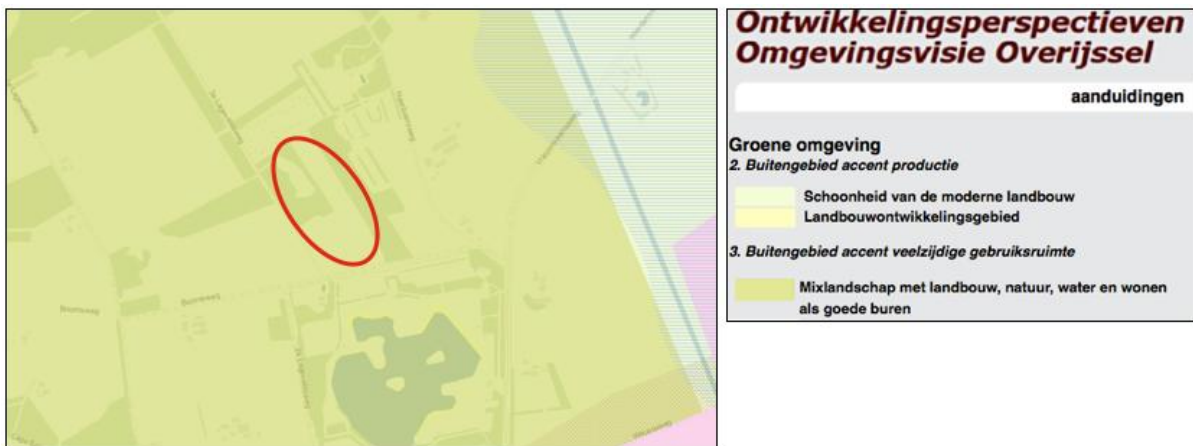 Ontwikkelingsperspectieven
Omgevingsvisie Overijssel
aanduidingen
Groene omgeving
2. Buitengebied accent productie
Schoonheid van de moderne landbouw
Landbouwontwikkelingsgebied
3. Buitengebied accent veelzijdige gebruiksruimte
Mixlandschap met landbouw, natuur, water en wonen
als goede buren